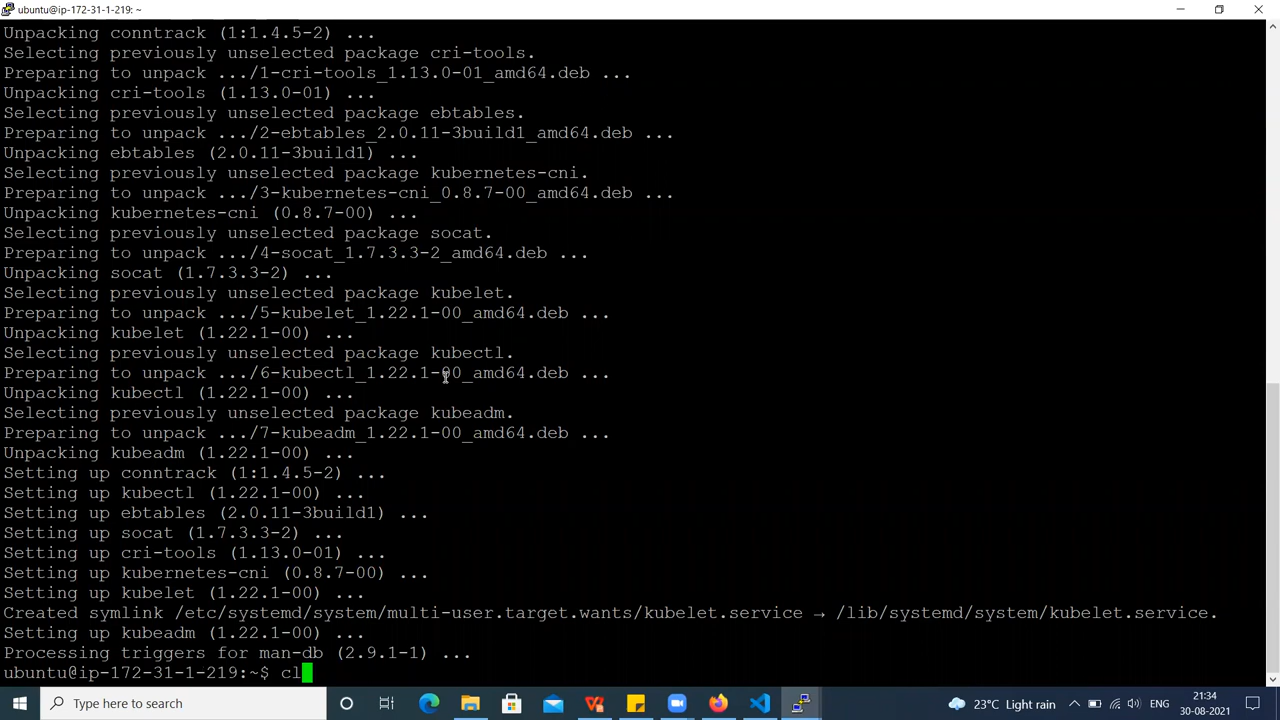 ubuntu@ip-172-31-1-219: ~
Unpacking conntrack (1:1.4.5-2) ...
Selecting previously unselected package cri-tools.
Preparing to unpack .../1-cri-tools_1.13.0-01_amd64.deb ...
Unpacking cri-tools (1.13.0-01) ...
Selecting previously unselected package ebtables.
Preparing to unpack .../2-ebtables_2.0.11-3build1_amd64.deb ...
Unpacking ebtables (2.0.11-3build1) ...
Selecting previously unselected package kubernetes-cni.
Preparing to unpack .../3-kubernetes-cni_0.8.7-00_amd64.deb ...
Unpacking kubernetes-cni (0.8.7-00) ...
Selecting previously unselected package socat.
Preparing to unpack .../4-socat_1.7.3.3-2_amd64.deb ...
Unpacking socat (1.7.3.3-2) ...
Selecting previously unselected package kubelet.
Preparing to unpack .../5-kubelet_1.22.1-00_amd64.deb ...
Unpacking kubelet (1.22.1-00) ...
Selecting previously unselected package kubectl.
Preparing to unpack .../6-kubectl_1.22.1-00_amd64.deb ...
Unpacking kubectl (1.22.1-00) ...
Selecting previously unselected package kubeadm.
Preparing to unpack .../7-kubeadm_1.22.1-00_amd64.deb ...
Unpacking kubeadm (1.22.1-00) ...
Setting up conntrack (1:1.4.5-2) ...
Setting up kubectl (1.22.1-00) ...
Setting up ebtables (2.0.11-3build1) ...
Setting up socat (1.7.3.3-2) ...
Setting up cri-tools (1.13.0-01) ...
Setting up kubernetes-cni (0.8.7-00) ...
Setting up kubelet (1.22.1-00) ...
Created symlink /etc/systemd/system/multi-user.target.wants/kubelet.service → /lib/systemd/system/kubelet.service.
Setting up kubeadm (1.22.1-00) ...
Processing triggers for man-db (2.9.1-1) ...
ubuntu@ip-172-31-1-219:~$ cl
Type here to search
23°C Light rain
ENG
21:34
30-08-2021